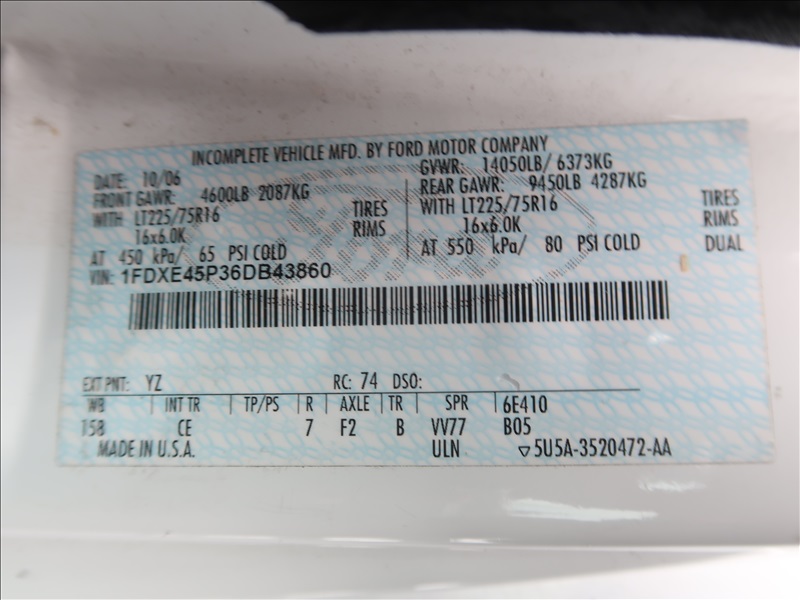 INCOMPLETE VEHICLE MFD. BY FORD MOTOR COMPANY
DATE: 10/06 GVWR: 14050LB/ 6373KG
FRONT GAWR: 4600LB 2087KG REAR GAWR: 9450LB 4287KG
WITH LT225/75R16 TIRES WITH LT225/75R16 TIRES
16x6.0K RIMS 16x6.0K RIMS
AT 450 kPa/ 65 PSI COLD AT 550 kPa/ 80 PSI COLD DUAL
VIN: 1FDXE45P36DB43860
EXT PNT: YZ RC: 74 DSO:
WB INT TR TP/PS R AXLE TR SPR 6E410
158 CE 7 F2 B VV77 B05
MADE IN U.S.A. ULN ▽5U5A-3520472-AA